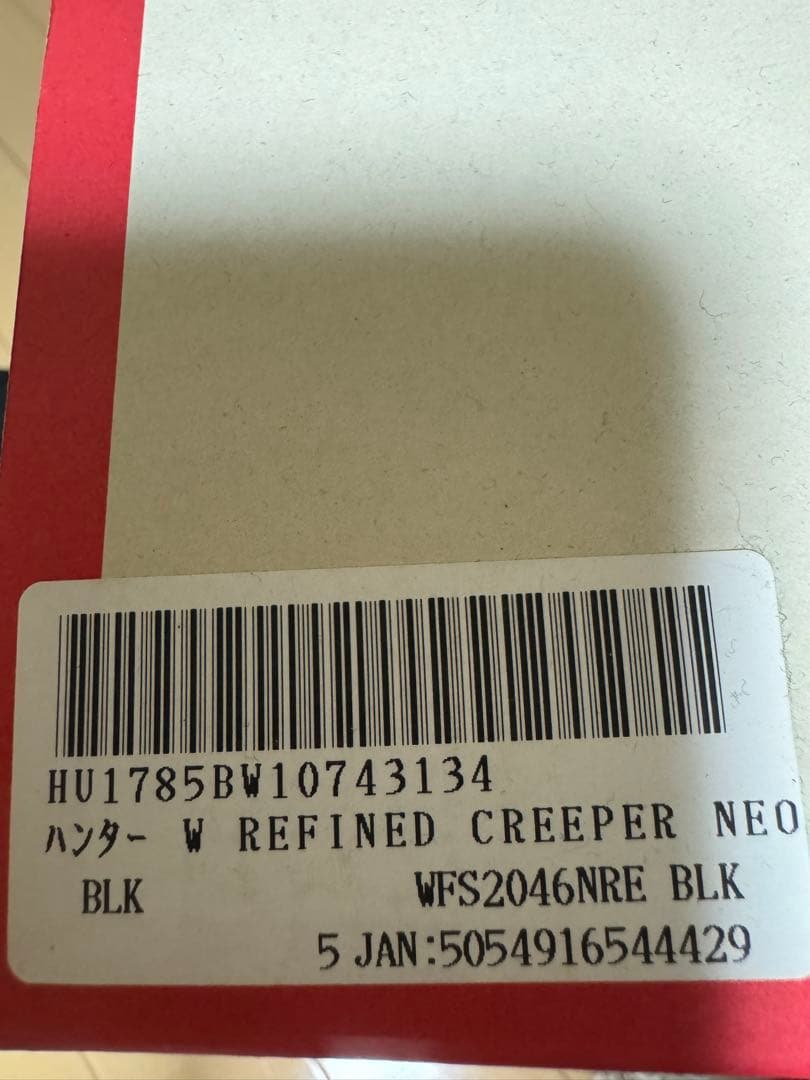 HU1785BW10743134
ハンター W REFINED CREEPER NEO
BLK WFS2046NRE BLK
5 JAN:5054916544429